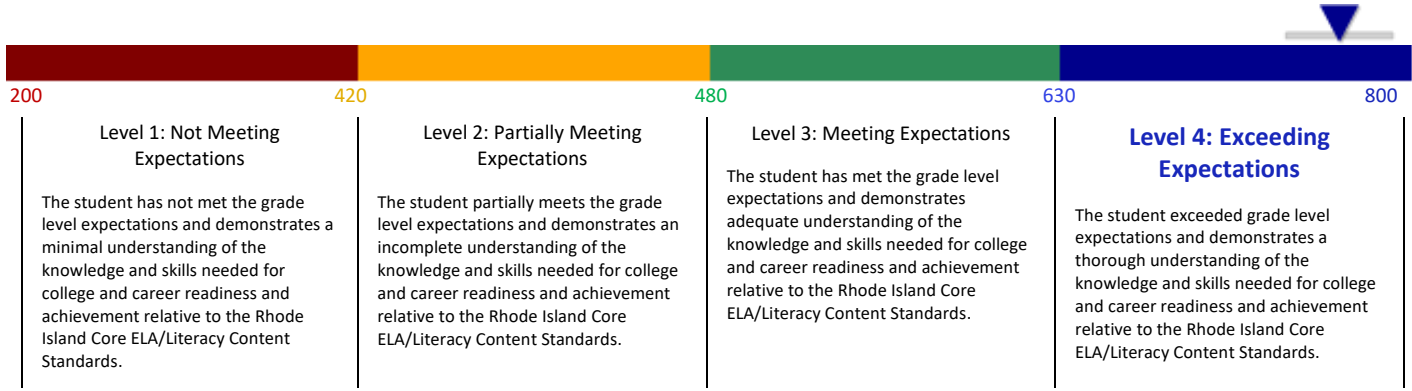 200 420 480 630 800
Level 1: Not Meeting
Expectations
The student has not met the grade
level expectations and demonstrates a
minimal understanding of the
knowledge and skills needed for
college and career readiness and
achievement relative to the Rhode
Island Core ELA/Literacy Content
Standards.
Level 2: Partially Meeting
Expectations
The student partially meets the grade
level expectations and demonstrates an
incomplete understanding of the
knowledge and skills needed for college
and career readiness and achievement
relative to the Rhode Island Core
ELA/Literacy Content Standards.
Level 3: Meeting Expectations
The student has met the grade level
expectations and demonstrates
adequate understanding of the
knowledge and skills needed for college
and career readiness and achievement
relative to the Rhode Island Core
ELA/Literacy Content Standards.
Level 4: Exceeding
Expectations
The student exceeded grade level
expectations and demonstrates a
thorough understanding of the
knowledge and skills needed for college
and career readiness and achievement
relative to the Rhode Island Core
ELA/Literacy Content Standards.